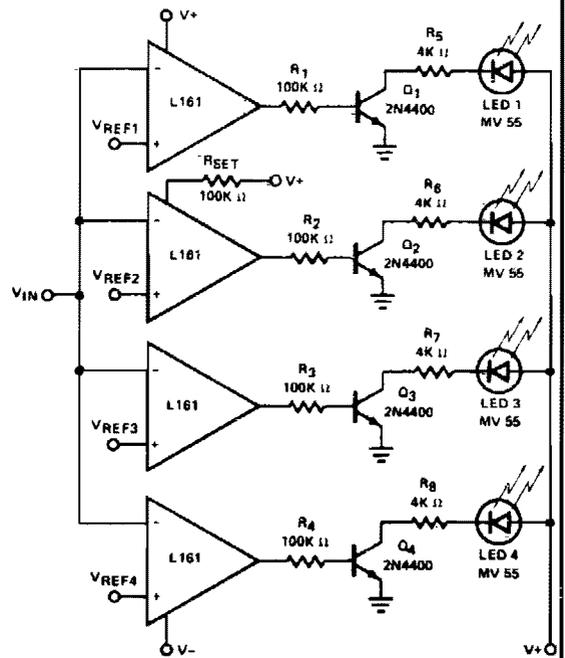 V+
R5
4K Ω
R1
100K Ω
−
L161
+
VREF1
Q1
2N4400
LED 1
MV 55
RSET
100K Ω
V+
R6
4K Ω
R2
100K Ω
−
L161
+
VREF2
Q2
2N4400
LED 2
MV 55
VIN
R7
4K Ω
R3
100K Ω
−
L161
+
VREF3
Q3
2N4400
LED 3
MV 55
R8
4K Ω
R4
100K Ω
−
L161
+
VREF4
Q4
2N4400
LED 4
MV 55
V−
V+